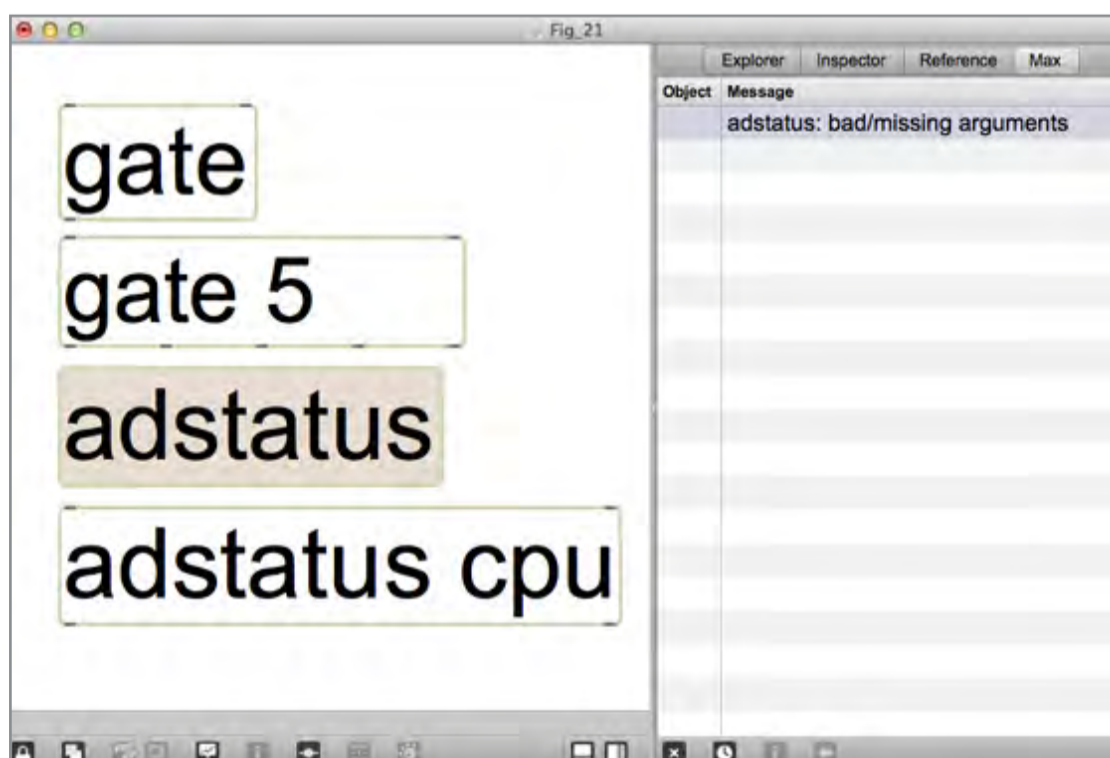 Fig_21
Explorer Inspector Reference Max
Object Message
adstatus: bad/missing arguments
gate
gate 5
adstatus
adstatus cpu